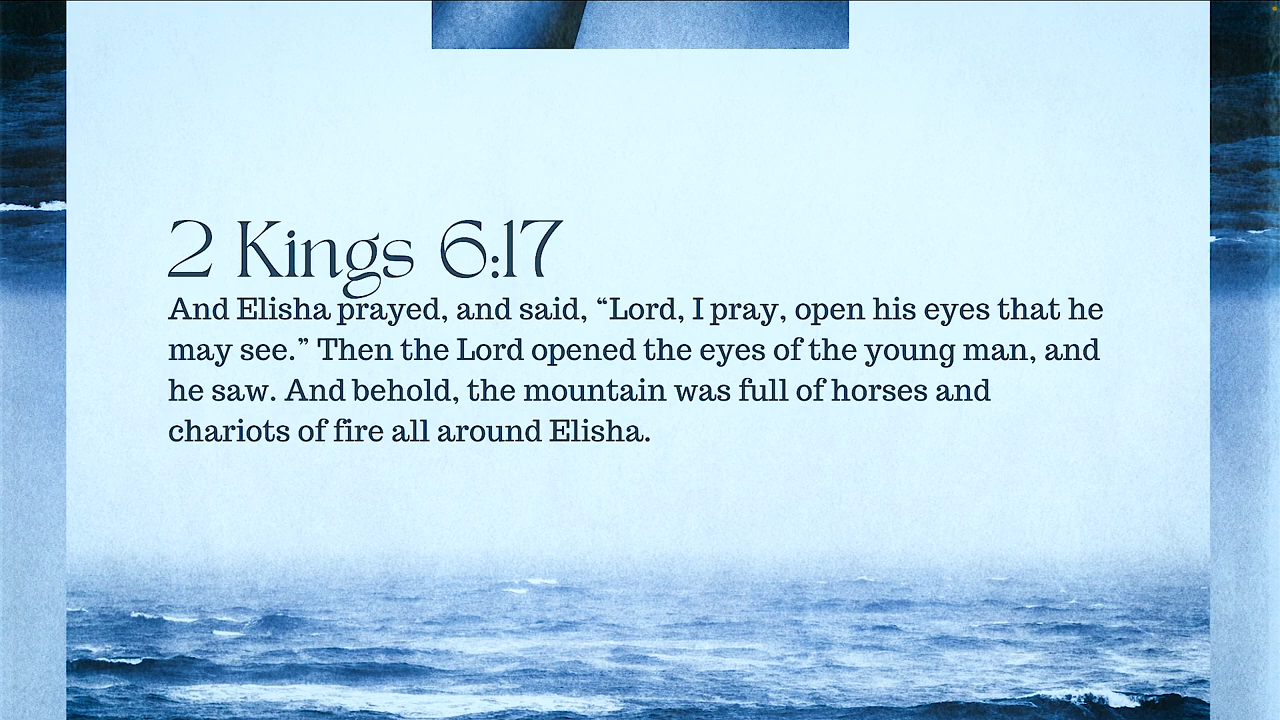 2 Kings 6:17
And Elisha prayed, and said, “Lord, I pray, open his eyes that he
may see.” Then the Lord opened the eyes of the young man, and
he saw. And behold, the mountain was full of horses and
chariots of fire all around Elisha.